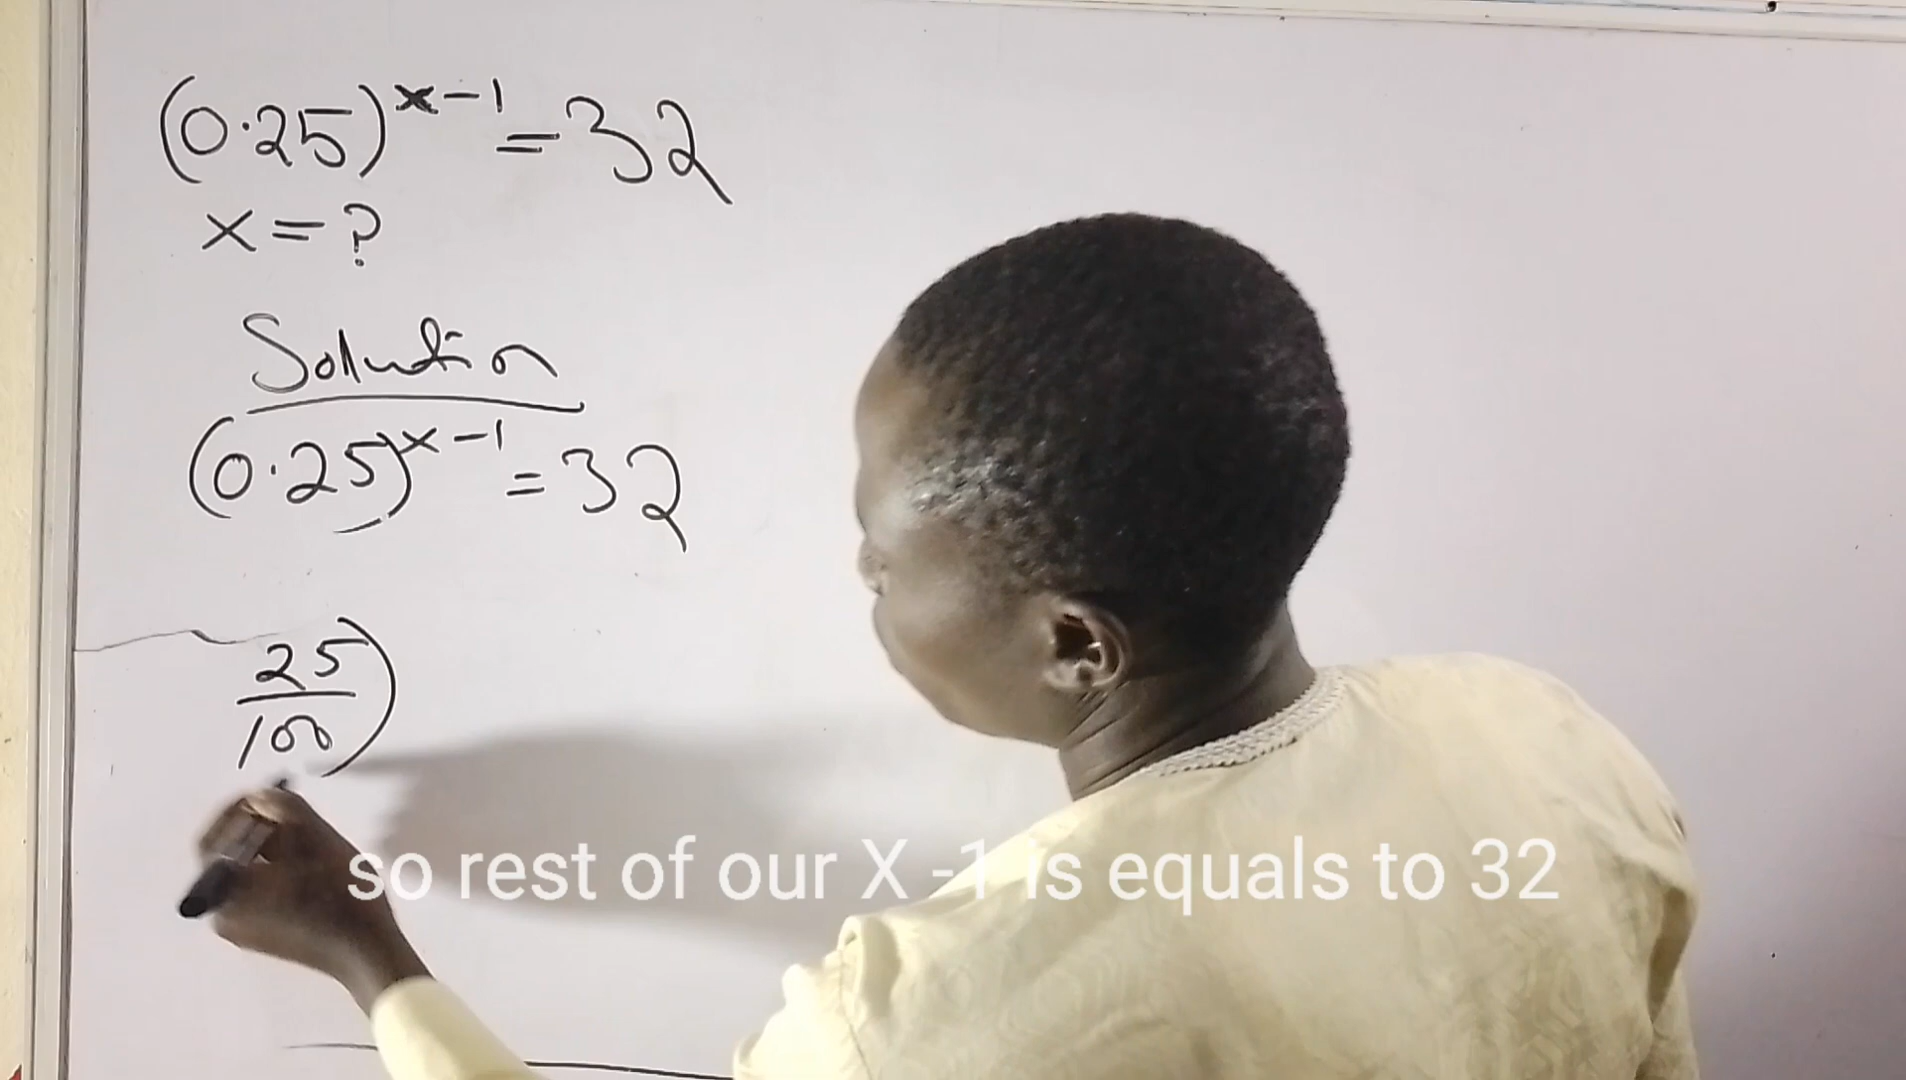 (0.25)^x-1 = 32
x = ?
Solution
(0.25)^x-1 = 32
25
100
)
so rest of our X -1 is equals to 32